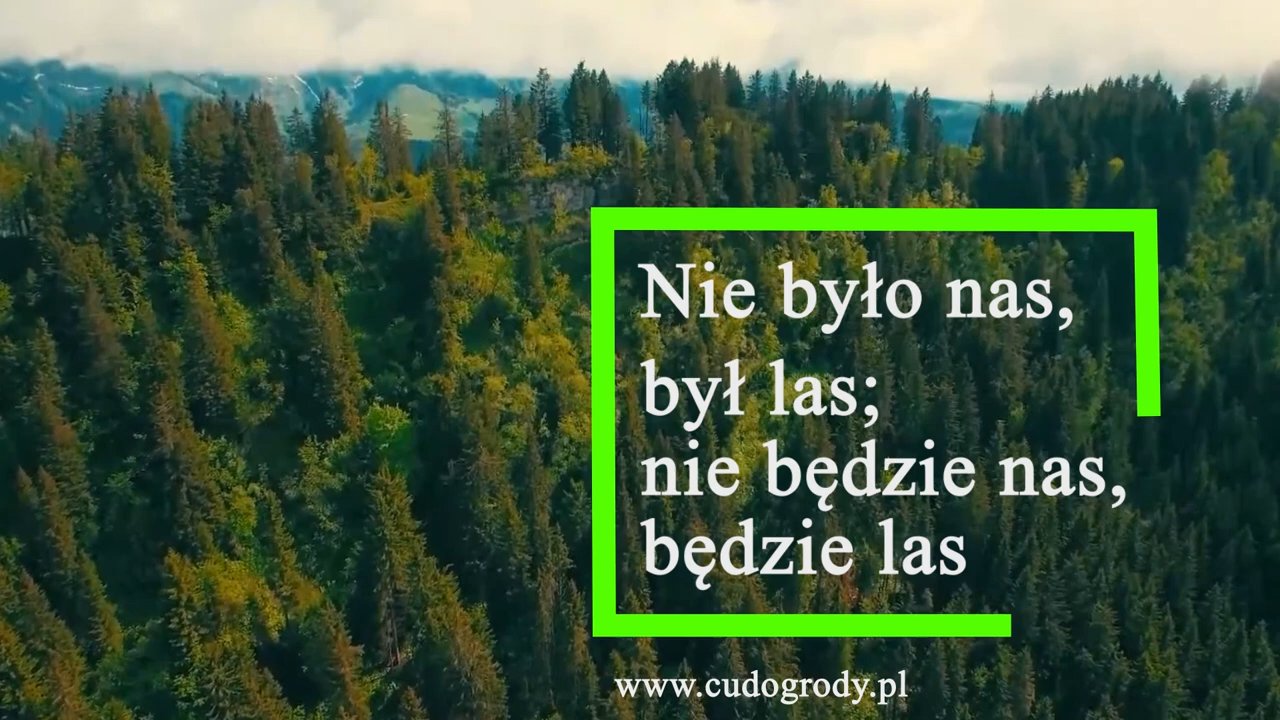 Nie było nas,
był las;
nie będzie nas,
będzie las
www.cudogrody.pl